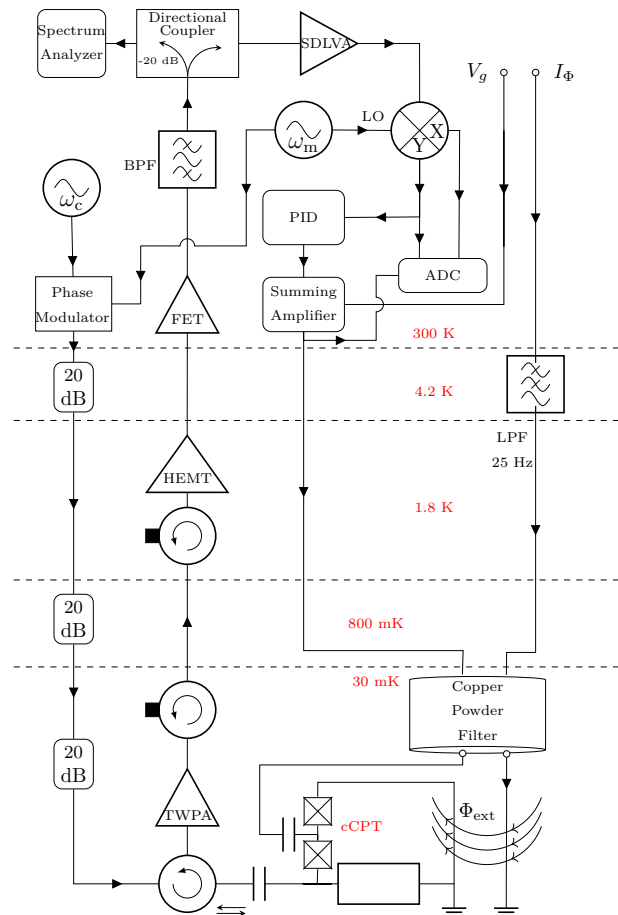 Spectrum
Analyzer
Directional
Coupler
-20 dB
SDLVA
V_g
I_Φ
BPF
ω_m
LO
X
Y
ω_c
PID
ADC
Phase
Modulator
FET
Summing
Amplifier
300 K
20
dB
4.2 K
LPF
25 Hz
HEMT
1.8 K
20
dB
800 mK
30 mK
Copper
Powder
Filter
20
dB
TWPA
cCPT
Φ_ext